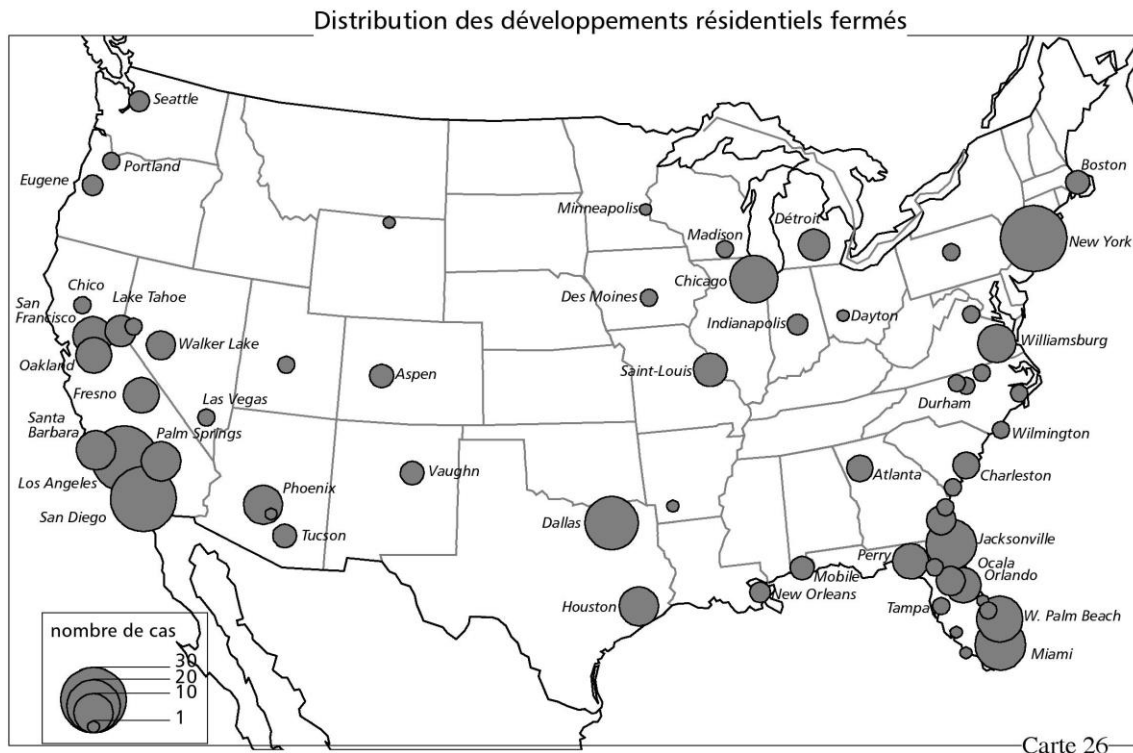 Distribution des développements résidentiels fermés
Seattle
Portland
Eugene
Boston
Minneapolis
Madison
Détroit
New York
Chicago
Chico
Lake Tahoe
San
Francisco
Des Moines
Indianapolis
Dayton
Walker Lake
Williamsburg
Oakland
Saint-Louis
Aspen
Fresno
Las Vegas
Durham
Santa
Barbara
Palm Springs
Wilmington
Los Angeles
Vaughn
Atlanta
Charleston
Phoenix
San Diego
Dallas
Tucson
Jacksonville
Perry
Ocala
Orlando
Mobile
New Orleans
Houston
Tampa
W. Palm Beach
Miami
nombre de cas
30
20
10
1
Carte 26